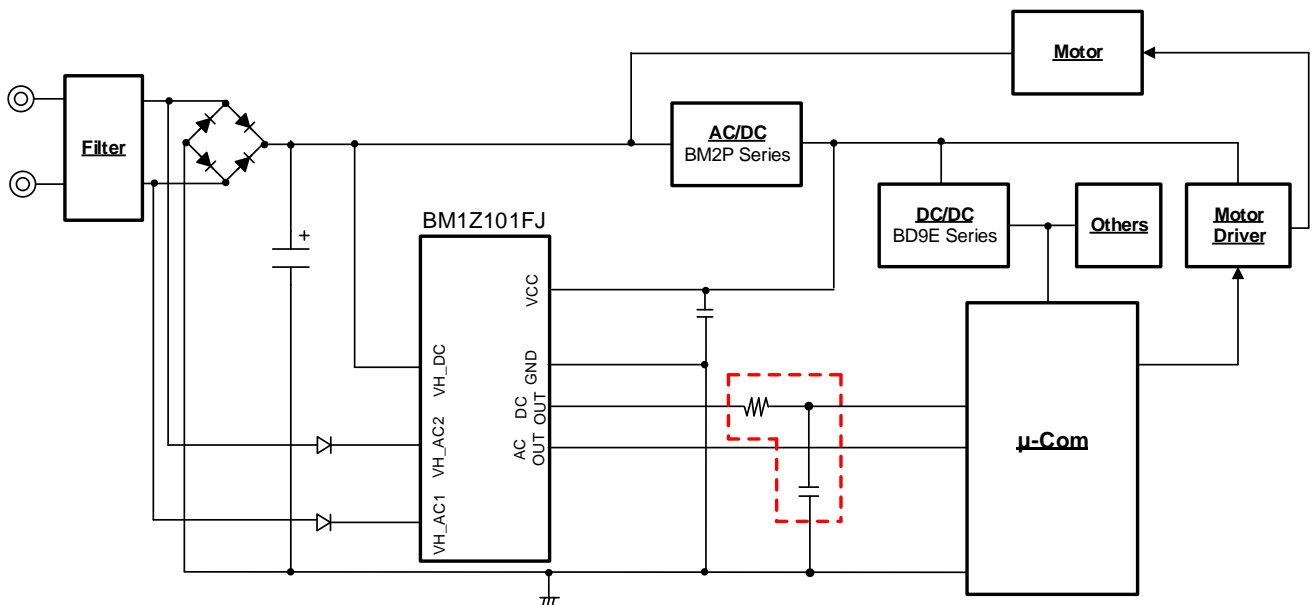 Motor
Filter
AC/DC
BM2P Series
DC/DC
BD9E Series
Others
Motor
Driver
BM1Z101FJ
+
VCC
VH_DC
GND
DC
OUT
VH_AC2
AC
OUT
VH_AC1
μ-Com